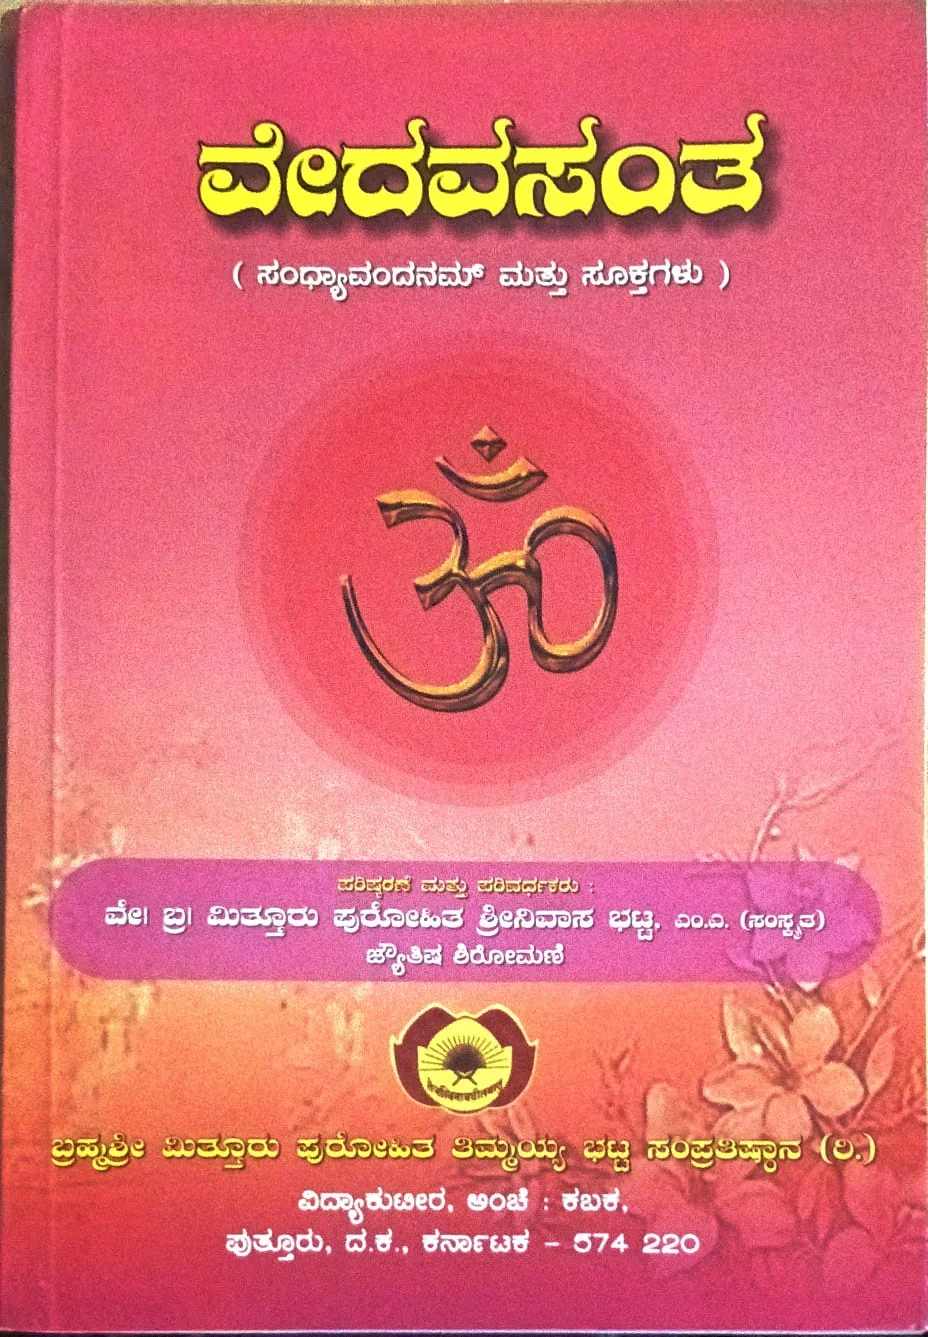 ವೇದವಸಂತ
( ಸಂಧ್ಯಾವಂದನಮ್ ಮತ್ತು ಸೂಕ್ತಗಳು )
ॐ
ಪರಿಷ್ಕರಣೆ ಮತ್ತು ಪರಿವರ್ಧಕರು :
ವೇ। ಬ್ರ। ಮಿತ್ತೂರು ಪುರೋಹಿತ ಶ್ರೀನಿವಾಸ ಭಟ್ಟ, ಎಂ.ಎ. (ಸಂಸ್ಕೃತ)
ಜ್ಯೌತಿಷ ಶಿರೋಮಣಿ
ಬ್ರಹ್ಮಶ್ರೀ ಮಿತ್ತೂರು ಪುರೋಹಿತ ತಿಮ್ಮಯ್ಯ ಭಟ್ಟ ಸಂಪ್ರತಿಷ್ಠಾನ (ರಿ.)
ವಿದ್ಯಾಕುಟೀರ, ಅಂಚೆ : ಕಬಕ,
ಪುತ್ತೂರು, ದ.ಕ., ಕರ್ನಾಟಕ – 574 220